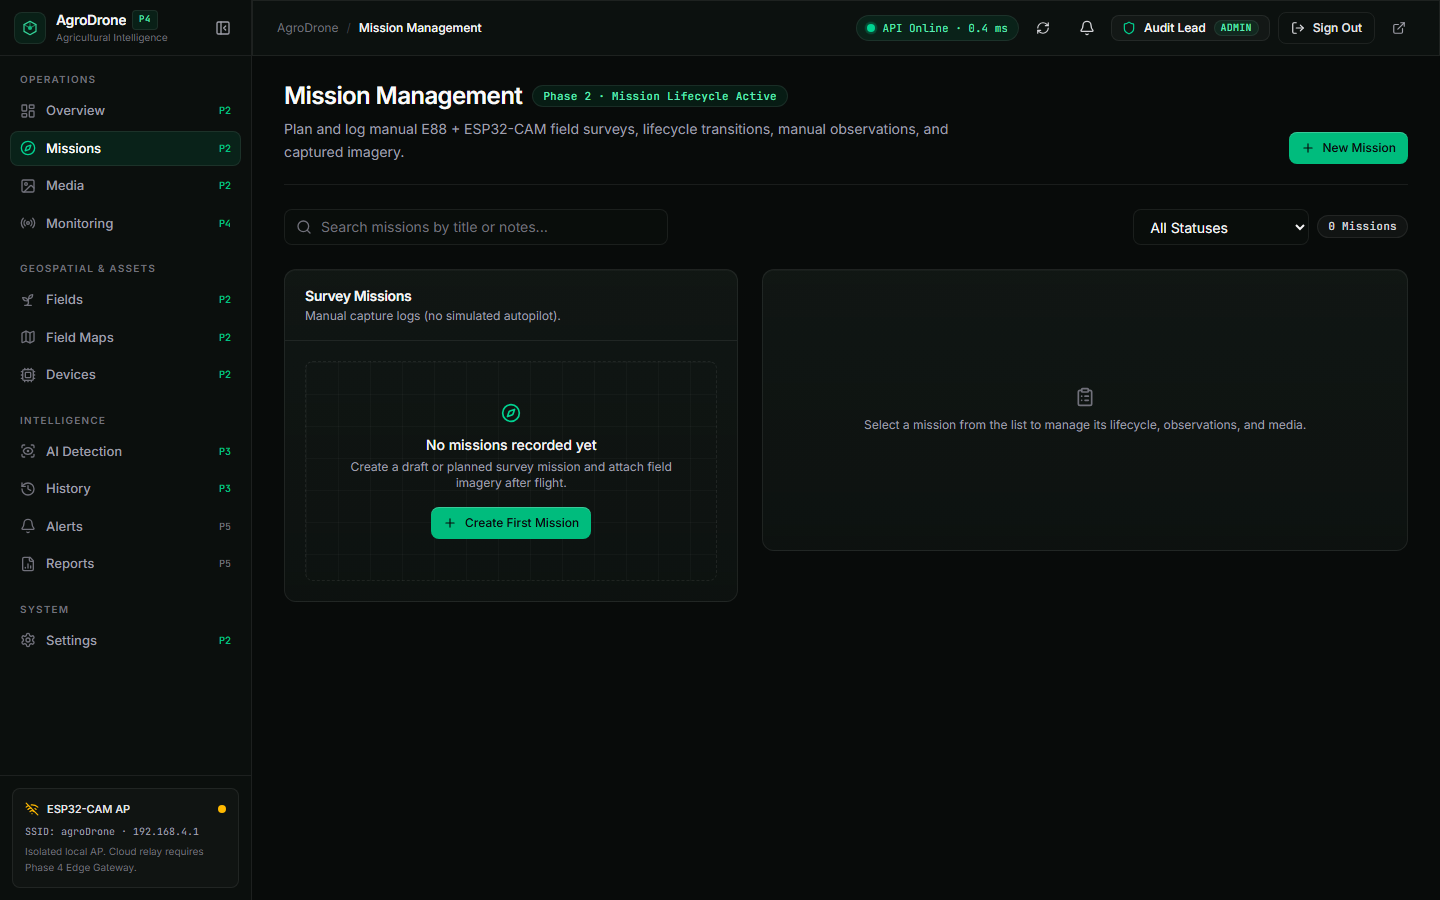 AgroDrone P4
Agricultural Intelligence
OPERATIONS
Overview P2
Missions P2
Media P2
Monitoring P4
GEOSPATIAL & ASSETS
Fields P2
Field Maps P2
Devices P2
INTELLIGENCE
AI Detection P3
History P3
Alerts P5
Reports P5
SYSTEM
Settings P2
ESP32-CAM AP
SSID: agroDrone · 192.168.4.1
Isolated local AP. Cloud relay requires
Phase 4 Edge Gateway.
AgroDrone / Mission Management
API Online · 0.4 ms
Audit Lead ADMIN
Sign Out
Mission Management Phase 2 · Mission Lifecycle Active
Plan and log manual E88 + ESP32-CAM field surveys, lifecycle transitions, manual observations, and
captured imagery.
New Mission
Search missions by title or notes...
All Statuses
0 Missions
Survey Missions
Manual capture logs (no simulated autopilot).
No missions recorded yet
Create a draft or planned survey mission and attach field
imagery after flight.
Create First Mission
Select a mission from the list to manage its lifecycle, observations, and media.